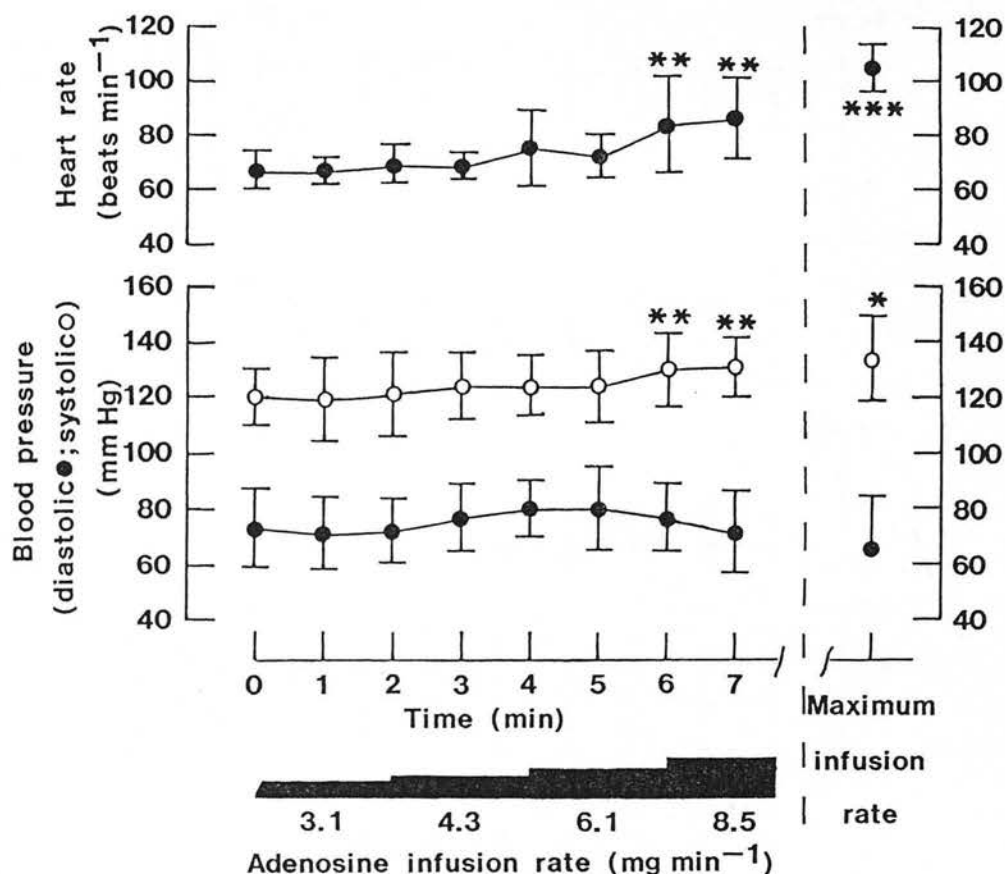 Heart rate
(beats min⁻¹)
120
100
80
60
40
** **
120
100
80
60
40
***
Blood pressure
(diastolic●;systolic○)
(mm Hg)
160
140
120
100
80
60
40
** **
160
140
120
100
80
60
40
*
0 1 2 3 4 5 6 7
Time (min)
Maximum
infusion
rate
3.1 4.3 6.1 8.5
Adenosine infusion rate (mg min⁻¹)